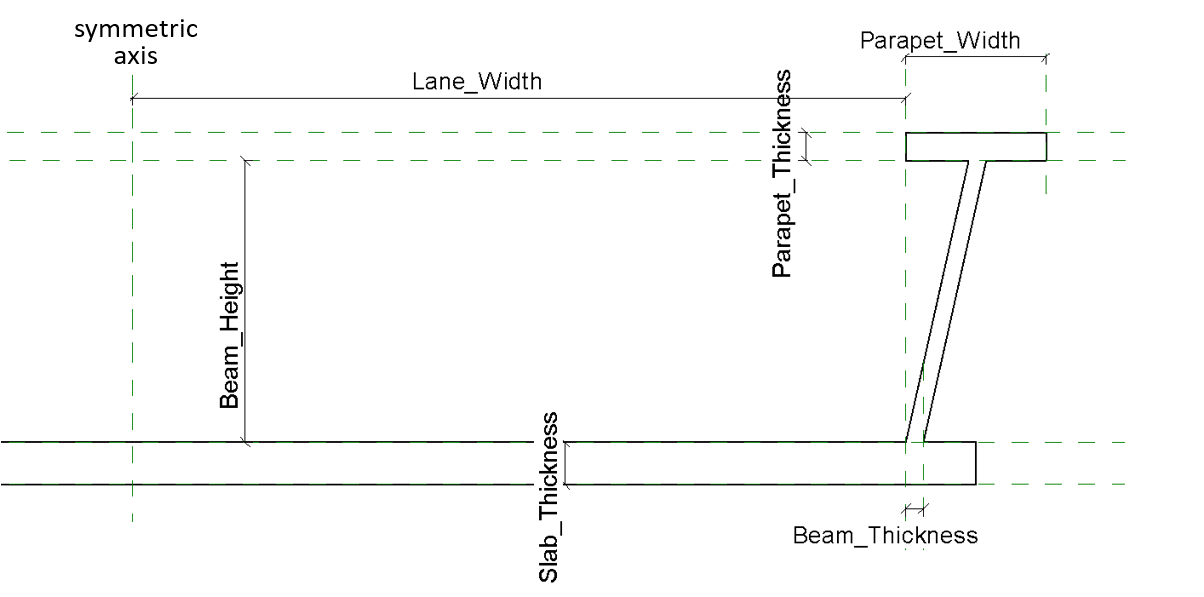 symmetric
axis
Parapet_Width
Lane_Width
Parapet_Thickness
Beam_Height
Slab_Thickness
Beam_Thickness